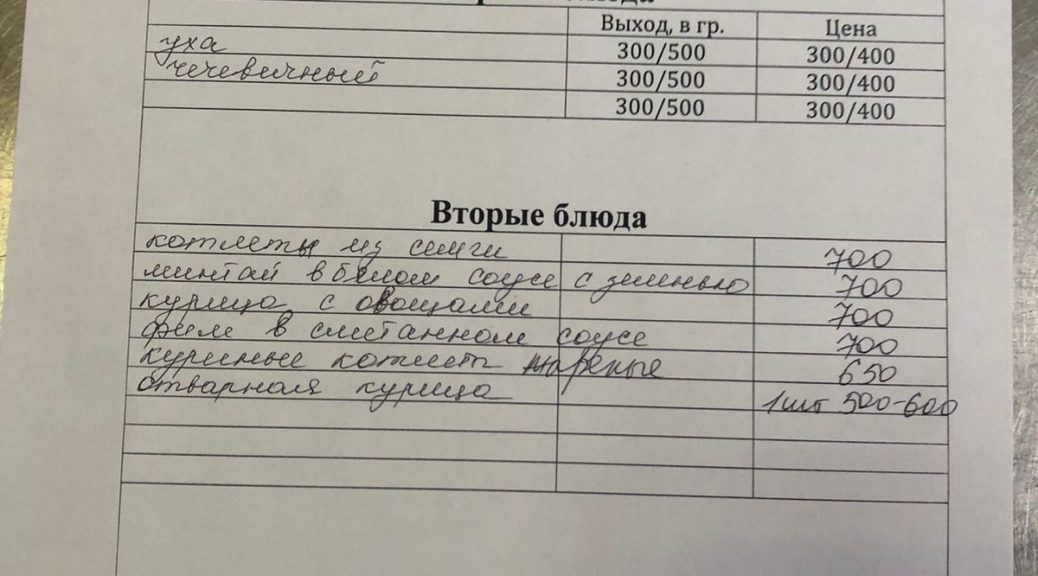 блюда
Выход, в гр. Цена
уха 300/500 300/400
чечевичный 300/500 300/400
300/500 300/400
Вторые блюда
котлеты из семги 700
минтай в белом соусе с зеленью 700
курица с овощами 700
филе в сметанном соусе 700
куриные котлет жареные 650
отварная курица 1шт 500-600